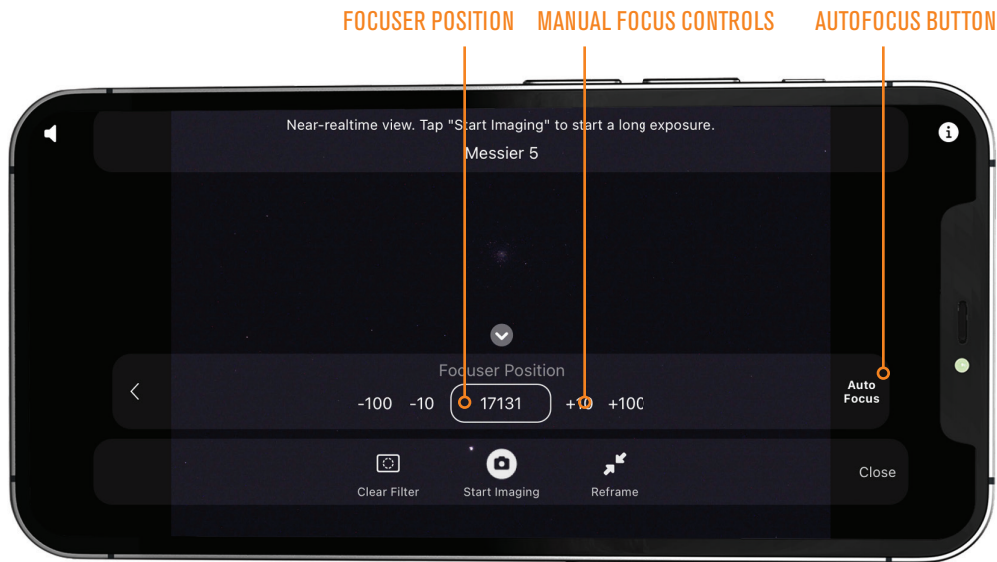 FOCUSER POSITION MANUAL FOCUS CONTROLS AUTOFOCUS BUTTON
Near-realtime view. Tap "Start Imaging" to start a long exposure.
Messier 5
Focuser Position
-100 -10 17131 +10 +100
Auto
Focus
Clear Filter Start Imaging Reframe
Close